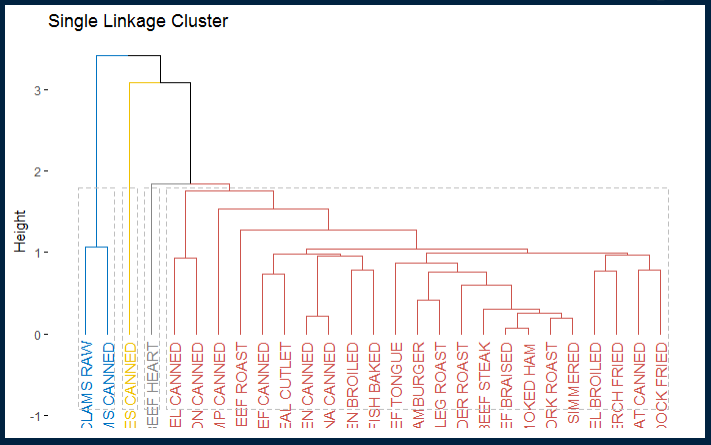 Single Linkage Cluster
Height
3
2
1
0
-1
CLAMS RAW
MS CANNED
ES CANNED
BEEF HEART
EL CANNED
ON CANNED
MP CANNED
EEF ROAST
EF CANNED
EAL CUTLET
EN CANNED
NA CANNED
EN BROILED
FISH BAKED
EF TONGUE
AMBURGER
LEG ROAST
DER ROAST
BEEF STEAK
EF BRAISED
MOKED HAM
ORK ROAST
SIMMERED
EL BROILED
ERCH FRIED
AT CANNED
DOCK FRIED